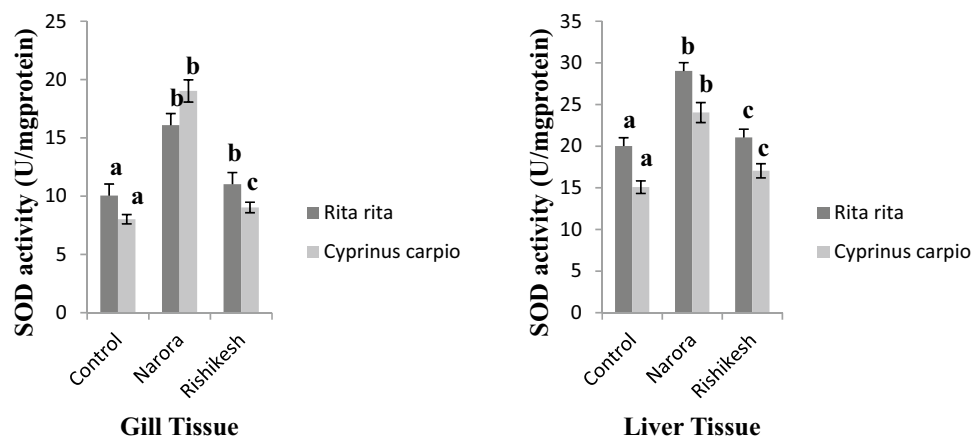 SOD activity (U/mgprotein)
25
20
15
10
5
0
a
a
b
b
b
c
Control
Narora
Rishikesh
Gill Tissue
Rita rita
Cyprinus carpio
SOD activity (U/mgprotein)
35
30
25
20
15
10
5
0
a
a
b
b
c
c
Control
Narora
Rishikesh
Liver Tissue
Rita rita
Cyprinus carpio